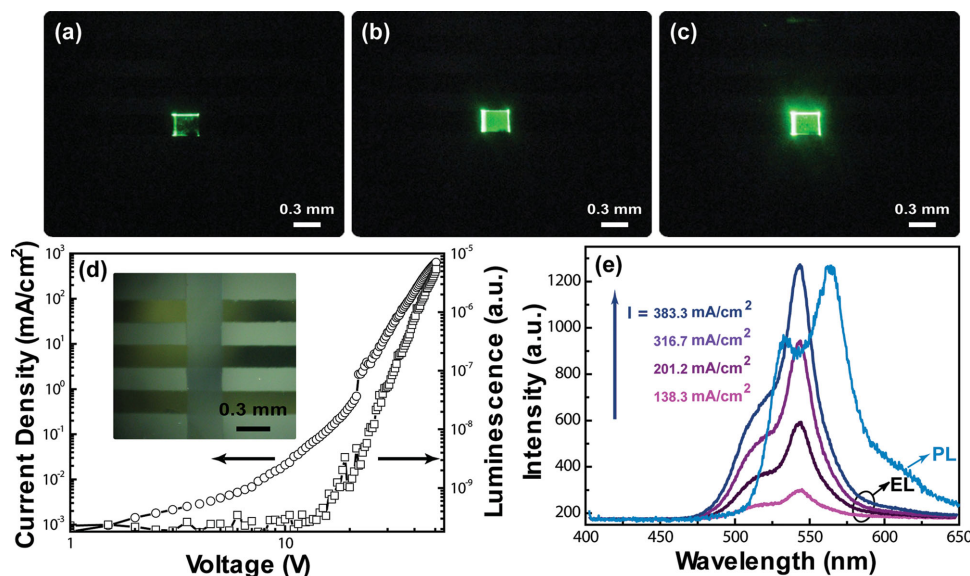 (a)
0.3 mm
(b)
0.3 mm
(c)
0.3 mm
(d)
Current Density (mA/cm²)
10³
10²
10¹
10⁰
10⁻¹
10⁻²
10⁻³
1
10
Voltage (V)
0.3 mm
10⁻⁵
10⁻⁶
10⁻⁷
10⁻⁸
10⁻⁹
Luminescence (a.u.)
(e)
Intensity (a.u.)
1200
1000
800
600
400
200
I = 383.3 mA/cm²
316.7 mA/cm²
201.2 mA/cm²
138.3 mA/cm²
PL
EL
400
450
500
550
600
650
Wavelength (nm)